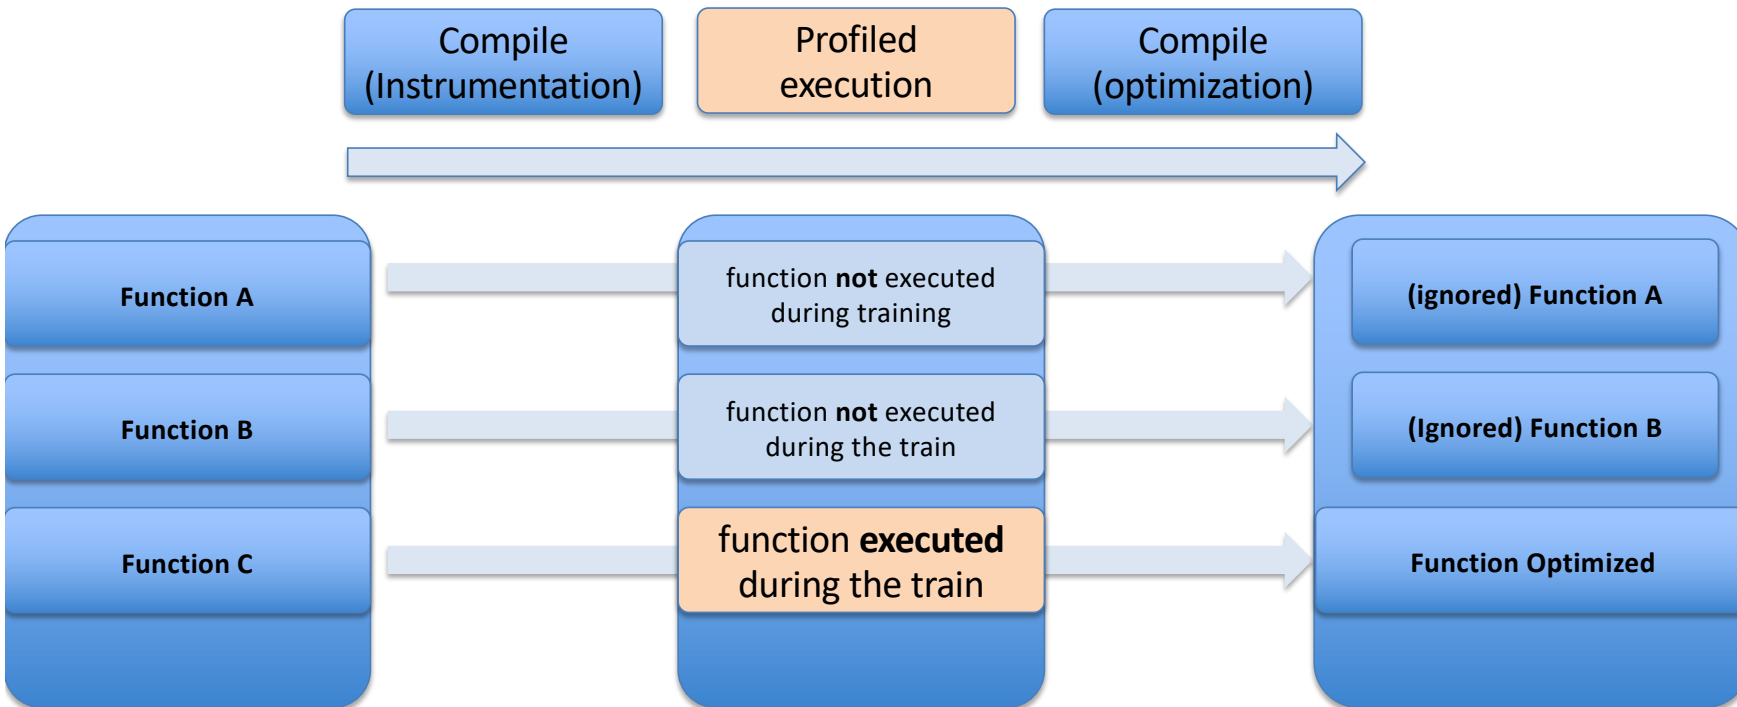 Compile
(Instrumentation)
Profiled
execution
Compile
(optimization)
Function A
function not executed
during training
(ignored) Function A
Function B
function not executed
during the train
(Ignored) Function B
Function C
function executed
during the train
Function Optimized